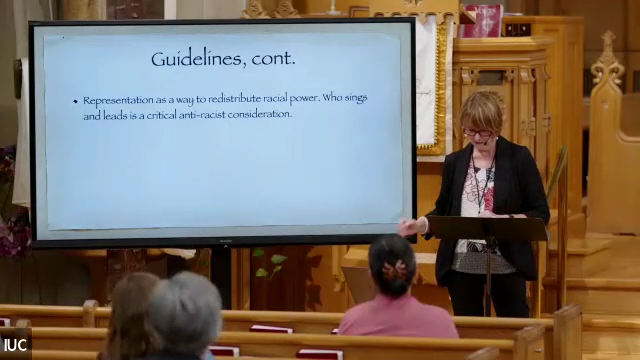 Guidelines, cont.
• Representation as a way to redistribute racial power. Who sings
and leads is a critical anti-racist consideration.
IUC